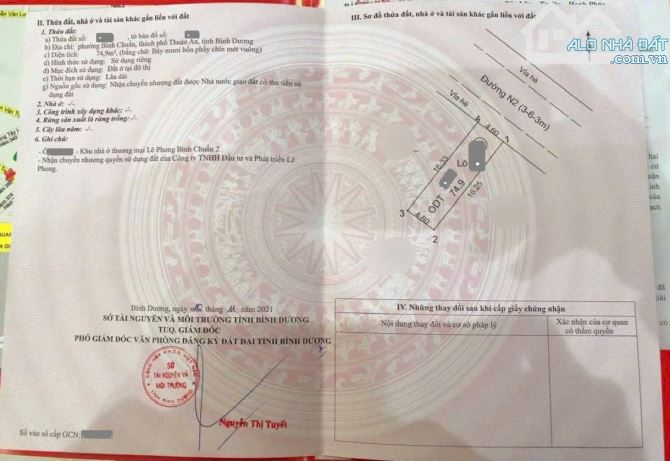 II. Thửa đất, nhà ở và tài sản khác gắn liền với đất
1. Thửa đất:
a) Thửa đất số: , tờ bản đồ số:
b) Địa chỉ: phường Bình Chuẩn, thành phố Thuận An, tỉnh Bình Dương
c) Diện tích: 74,9m² (bằng chữ: Bảy mươi bốn phẩy chín mét vuông)
d) Hình thức sử dụng: Sử dụng riêng
đ) Mục đích sử dụng: Đất ở tại đô thị
e) Thời hạn sử dụng: Lâu dài
g) Nguồn gốc sử dụng: Nhận chuyển nhượng đất được Nhà nước giao đất có thu tiền sử
dụng đất
2. Nhà ở: -/-
3. Công trình xây dựng khác: -/-
4. Rừng sản xuất là rừng trồng: -/-
5. Cây lâu năm: -/-
6. Ghi chú:
- Khu nhà ở thương mại Lê Phong Bình Chuẩn 2.
- Nhận chuyển nhượng quyền sử dụng đất của Công ty TNHH Đầu tư và Phát triển Lê
Phong.
Bình Dương, ngày tháng 11 năm 2021
SỞ TÀI NGUYÊN VÀ MÔI TRƯỜNG TỈNH BÌNH DƯƠNG
TUQ. GIÁM ĐỐC
PHÓ GIÁM ĐỐC VĂN PHÒNG ĐĂNG KÝ ĐẤT ĐAI TỈNH BÌNH DƯƠNG
SỞ
TÀI NGUYÊN VÀ
MÔI TRƯỜNG
Nguyễn Thị Tuyết
Số vào sổ cấp GCN:
III. Sơ đồ thửa đất, nhà ở và tài sản khác gắn liền với đất
ALO NHÀ ĐẤT
.com.vn
Vỉa hè
Đường N2 (3-6-3m)
Vỉa hè
4
4.60
1
16.33
Lô
ODT
74.9
16.25
3
4.60
2
IV. Những thay đổi sau khi cấp giấy chứng nhận
Nội dung thay đổi và cơ sở pháp lý
Xác nhận của cơ quan
có thẩm quyền